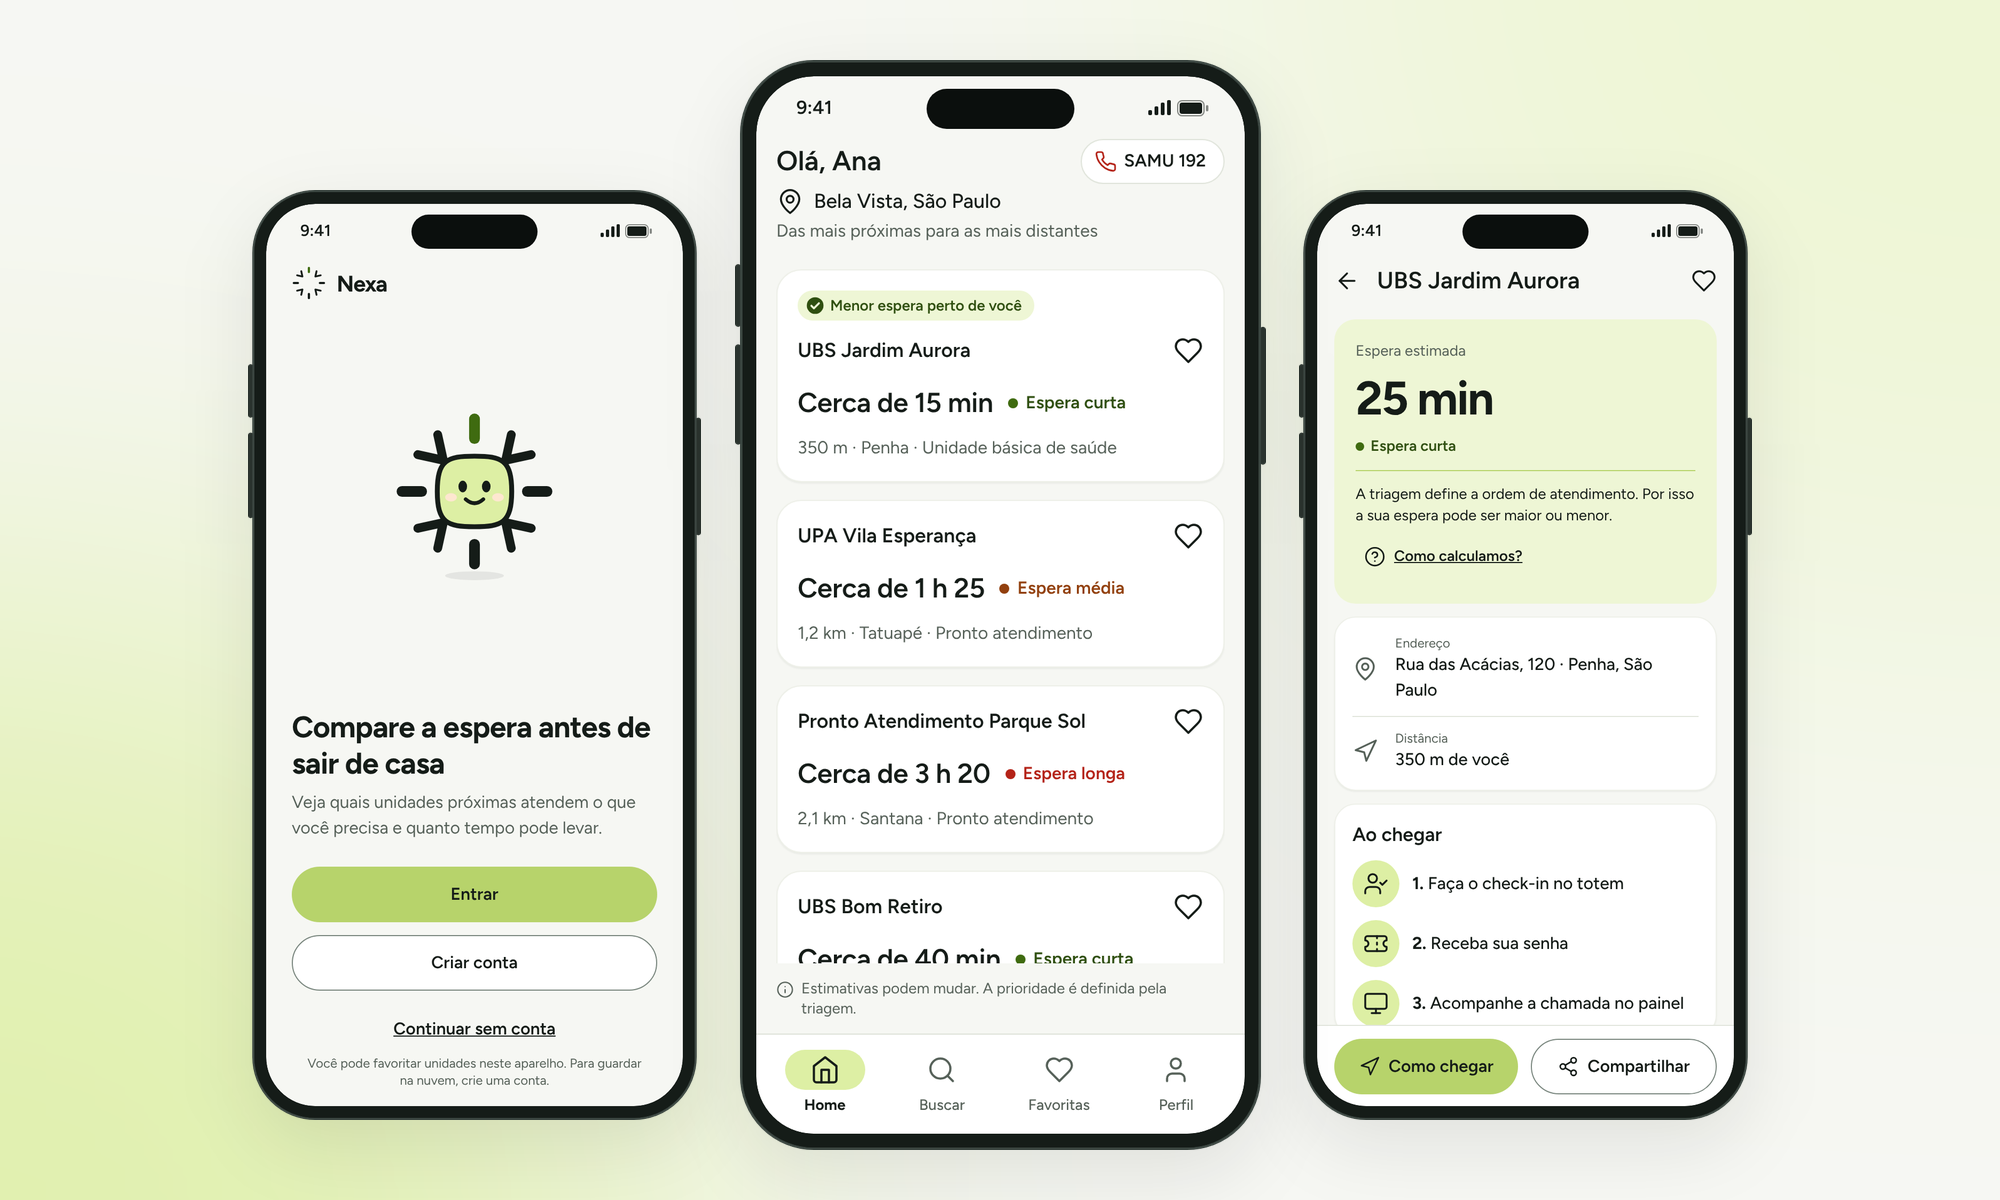 9:41
Nexa
Compare a espera antes de
sair de casa
Veja quais unidades próximas atendem o que
você precisa e quanto tempo pode levar.
Entrar
Criar conta
Continuar sem conta
Você pode favoritar unidades neste aparelho. Para guardar
na nuvem, crie uma conta.
9:41
Olá, Ana
SAMU 192
Bela Vista, São Paulo
Das mais próximas para as mais distantes
Menor espera perto de você
UBS Jardim Aurora
Cerca de 15 min
Espera curta
350 m · Penha · Unidade básica de saúde
UPA Vila Esperança
Cerca de 1 h 25
Espera média
1,2 km · Tatuapé · Pronto atendimento
Pronto Atendimento Parque Sol
Cerca de 3 h 20
Espera longa
2,1 km · Santana · Pronto atendimento
UBS Bom Retiro
Cerca de 40 min
Espera curta
Estimativas podem mudar. A prioridade é definida pela
triagem.
Home
Buscar
Favoritas
Perfil
9:41
UBS Jardim Aurora
Espera estimada
25 min
Espera curta
A triagem define a ordem de atendimento. Por isso
a sua espera pode ser maior ou menor.
Como calculamos?
Endereço
Rua das Acácias, 120 · Penha, São
Paulo
Distância
350 m de você
Ao chegar
1. Faça o check-in no totem
2. Receba sua senha
3. Acompanhe a chamada no painel
Como chegar
Compartilhar